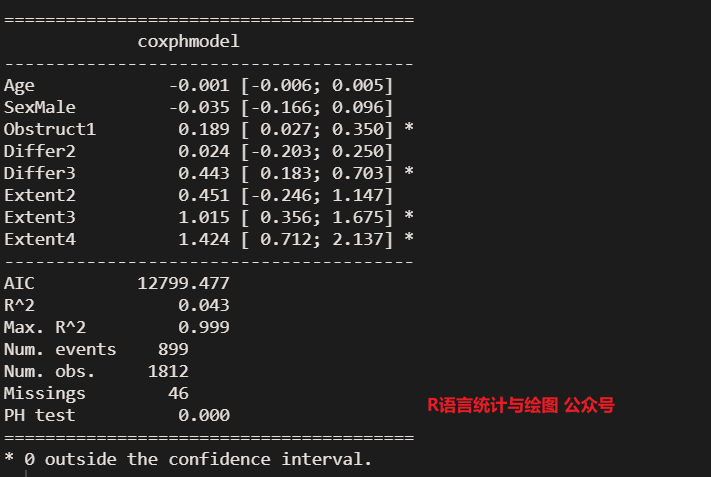 =========================================
             coxphmodel
-----------------------------------------
Age             -0.001 [-0.006; 0.005]
SexMale         -0.035 [-0.166; 0.096]
Obstruct1        0.189 [ 0.027; 0.350] *
Differ2          0.024 [-0.203; 0.250]
Differ3          0.443 [ 0.183; 0.703] *
Extent2          0.451 [-0.246; 1.147]
Extent3          1.015 [ 0.356; 1.675] *
Extent4          1.424 [ 0.712; 2.137] *
-----------------------------------------
AIC          12799.477
R^2              0.043
Max. R^2         0.999
Num. events    899
Num. obs.     1812
Missings        46
PH test          0.000
R语言统计与绘图 公众号
=========================================
* 0 outside the confidence interval.